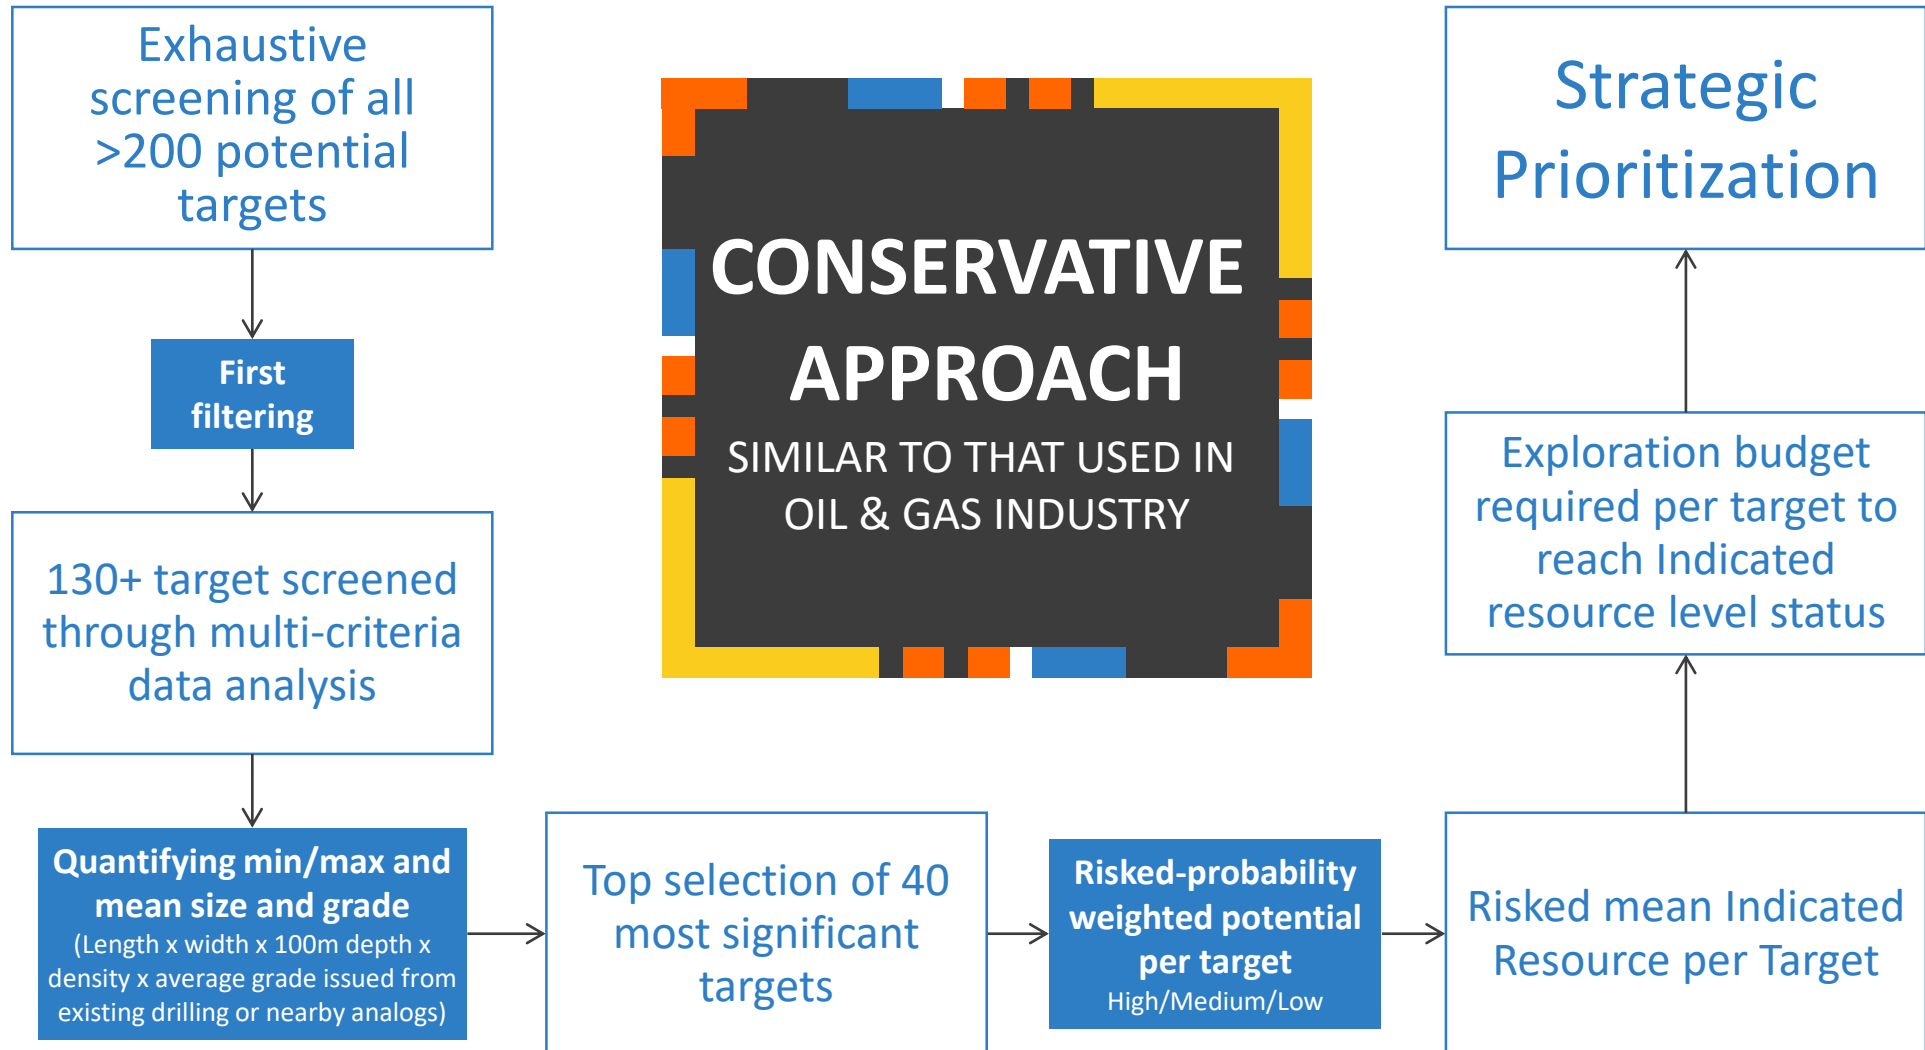 Exhaustive
screening of all
>200 potential
targets
First
filtering
130+ target screened
through multi-criteria
data analysis
Quantifying min/max and
mean size and grade
(Length x width x 100m depth x
density x average grade issued from
existing drilling or nearby analogs)
Top selection of 40
most significant
targets
Risked-probability
weighted potential
per target
High/Medium/Low
Risked mean Indicated
Resource per Target
Exploration budget
required per target to
reach Indicated
resource level status
Strategic
Prioritization
CONSERVATIVE
APPROACH
SIMILAR TO THAT USED IN
OIL & GAS INDUSTRY